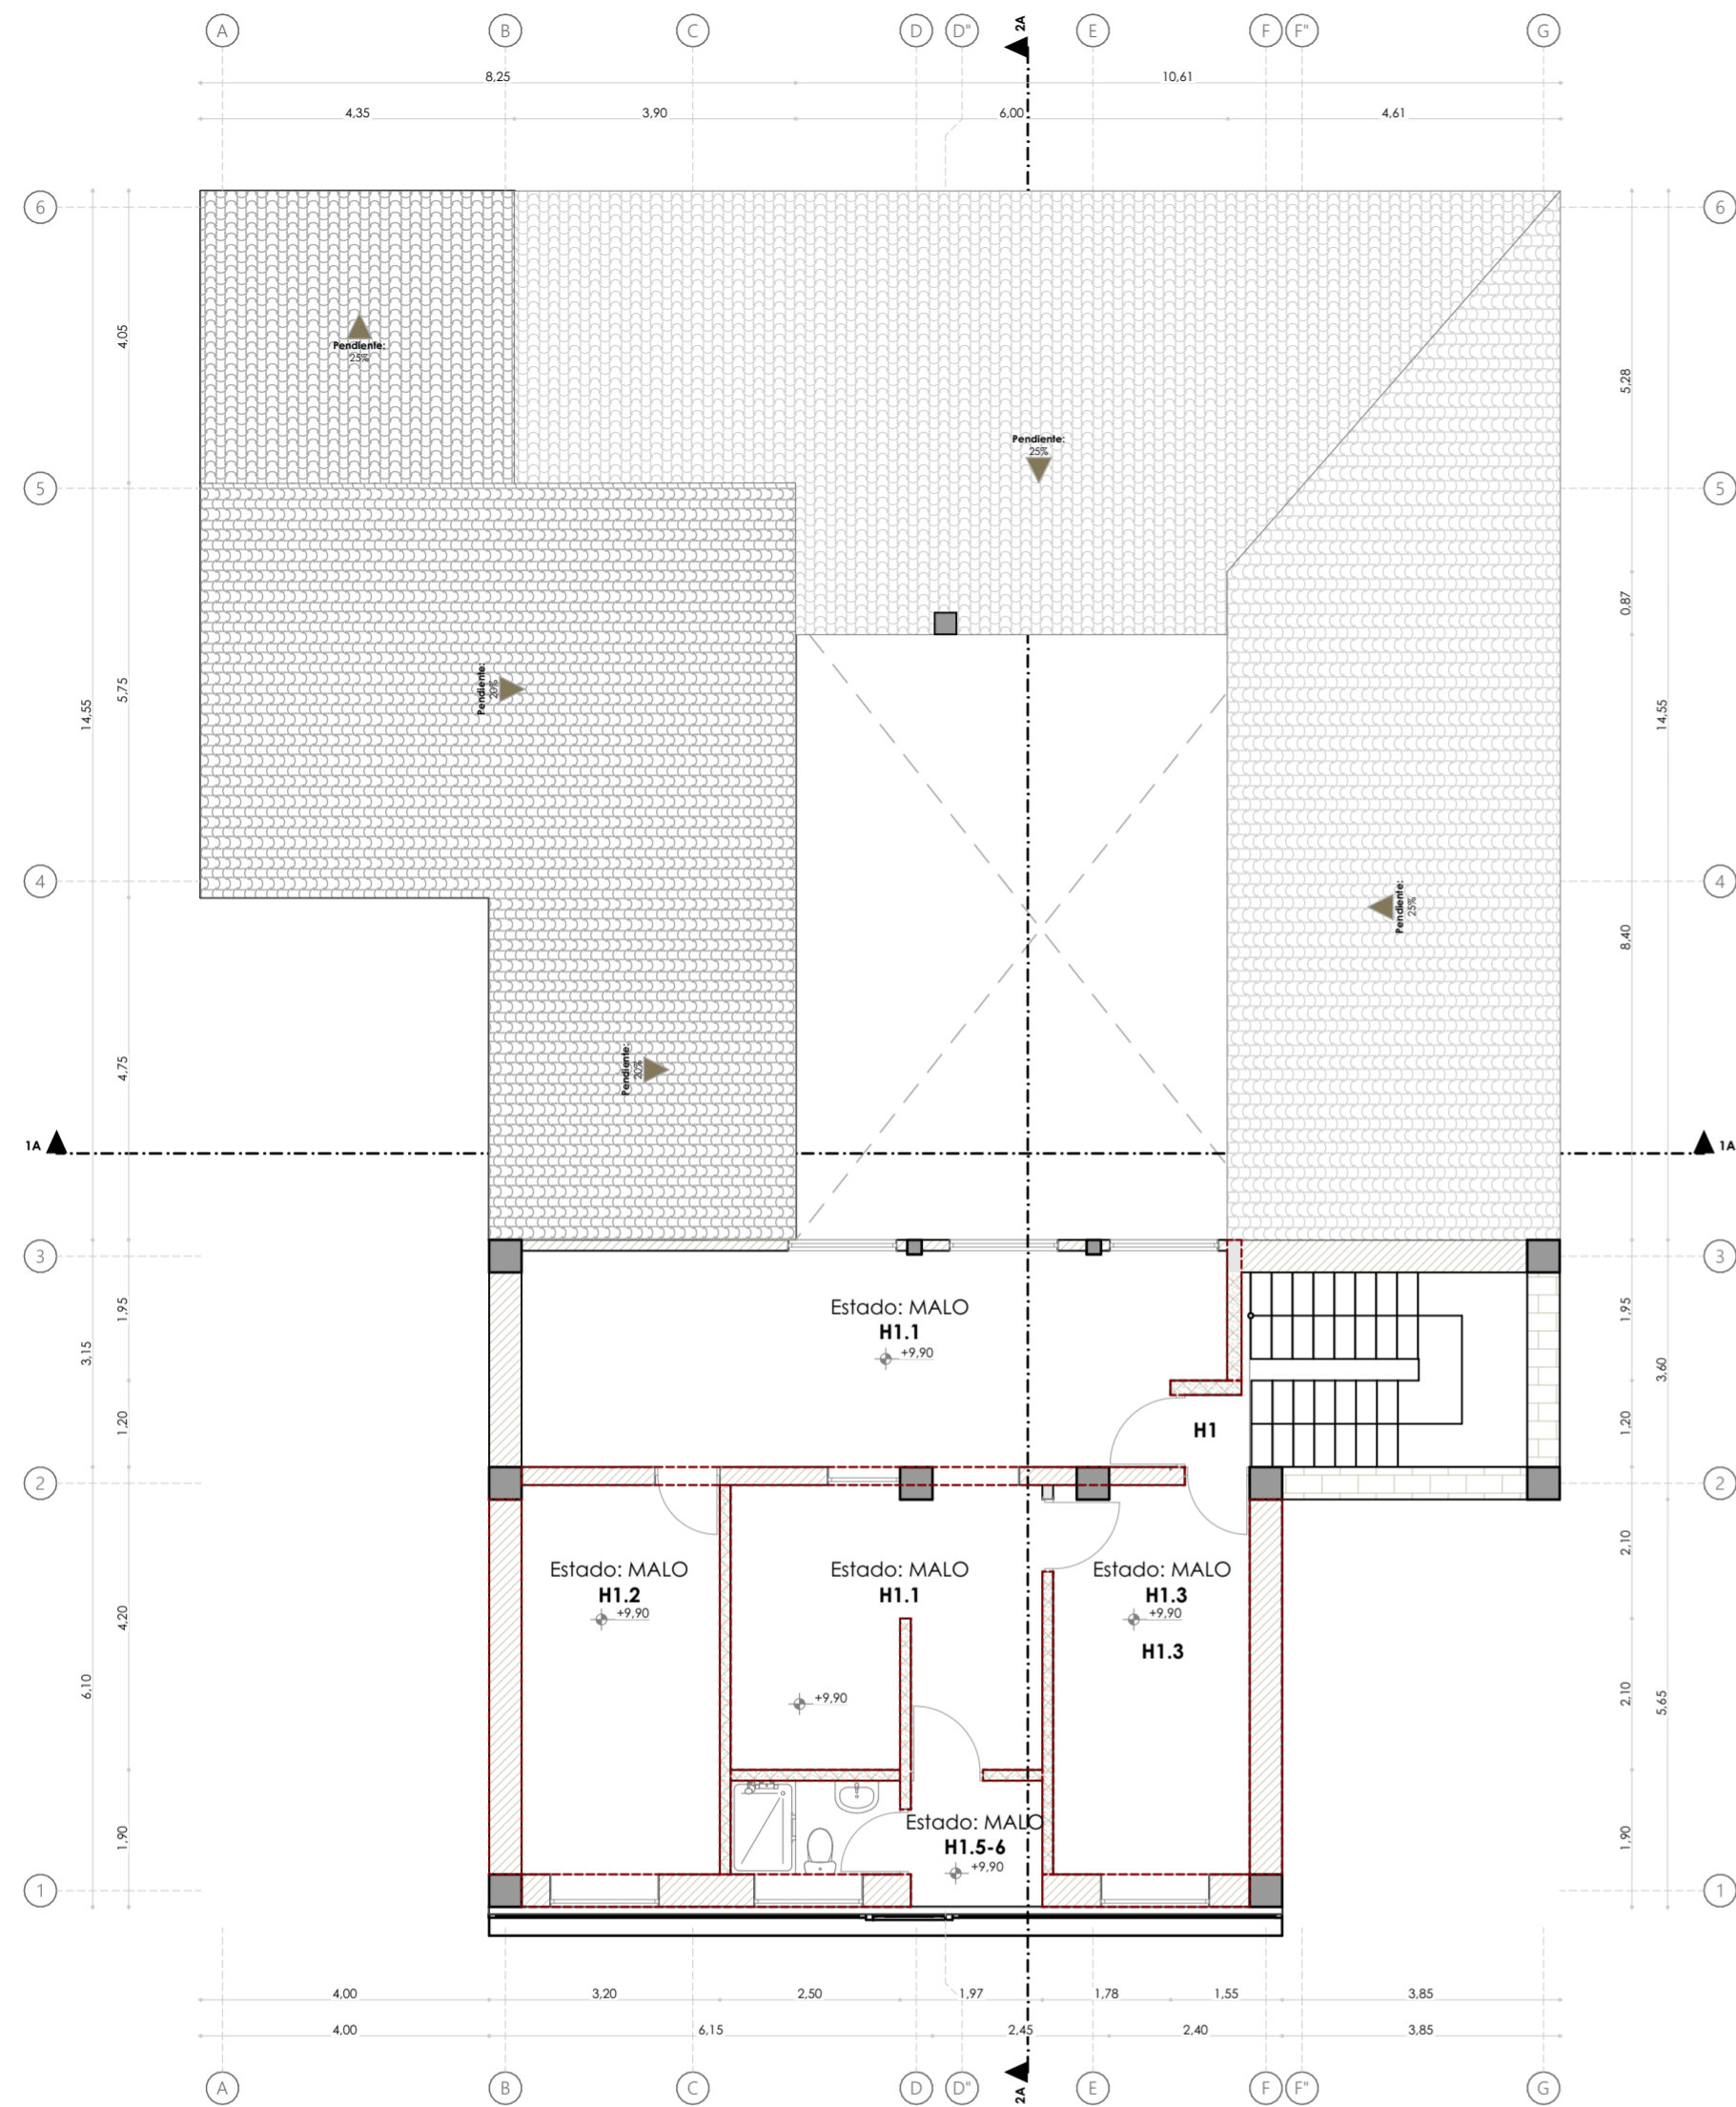 A B C D D" E F F" G
2A
8,25 10,61
4,35 3,90 6,00 4,61
6 6
4,05
Pendiente:
25%
5,28
Pendiente:
25%
5 5
0,87
Pendiente:
20%
5,75
14,55 14,55
4 4
Pendiente:
25%
8,40
Pendiente:
20%
4,75
1A 1A
3 3
1,95 1,95
Estado: MALO
H1.1
+9,90
3,15 3,60
1,20 1,20
H1
2 2
2,10
Estado: MALO Estado: MALO Estado: MALO
H1.2 H1.1 H1.3
+9,90 +9,90
4,20
H1.3
6,10 2,10 5,65
+9,90
Estado: MALO
1,90 1,90
H1.5-6
+9,90
1 1
4,00 3,20 2,50 1,97 1,78 1,55 3,85
4,00 6,15 2,45 2,40 3,85
2A
A B C D D" E F F" G